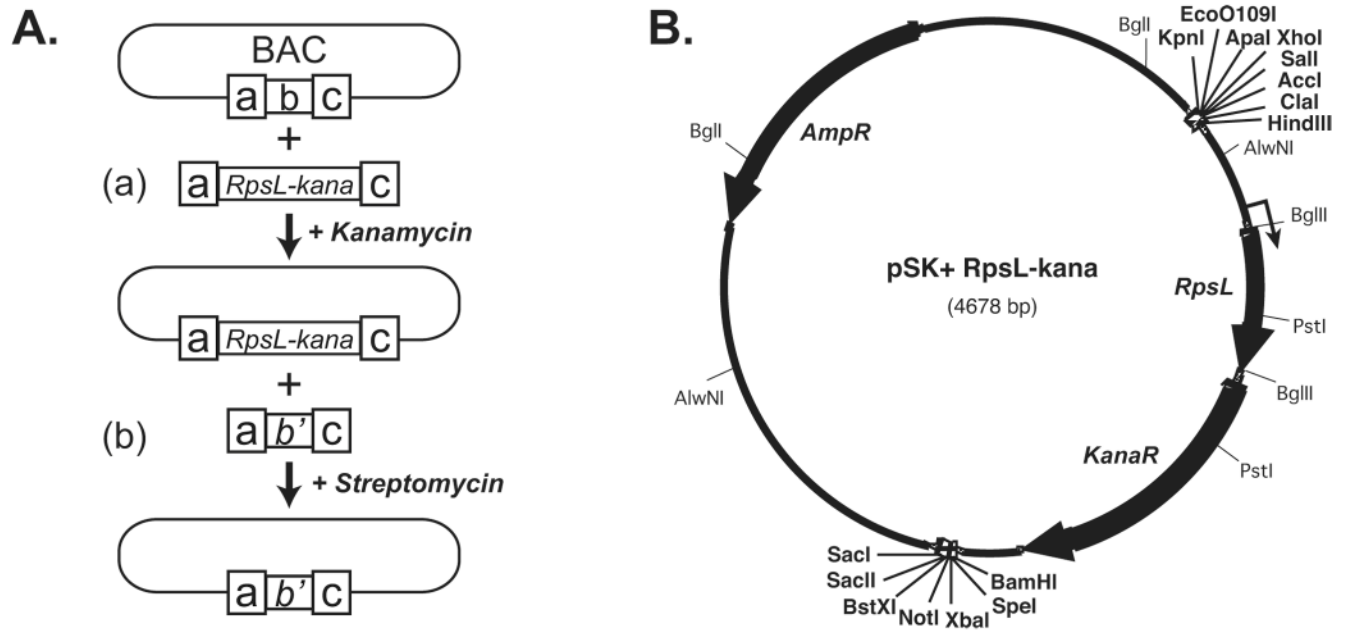 A.
BAC
a b c
+
(a) a RpsL-kana c
+ Kanamycin
a RpsL-kana c
+
(b) a b' c
+ Streptomycin
a b' c
B.
EcoO109I
BglI KpnI ApaI XhoI
SalI
AccI
ClaI
HindIII
AlwNI
BglI
AmpR
BglII
pSK+ RpsL-kana
(4678 bp)
RpsL
PstI
BglII
AlwNI
KanaR
PstI
SacI
SacII
BstXI NotI XbaI SpeI BamHI